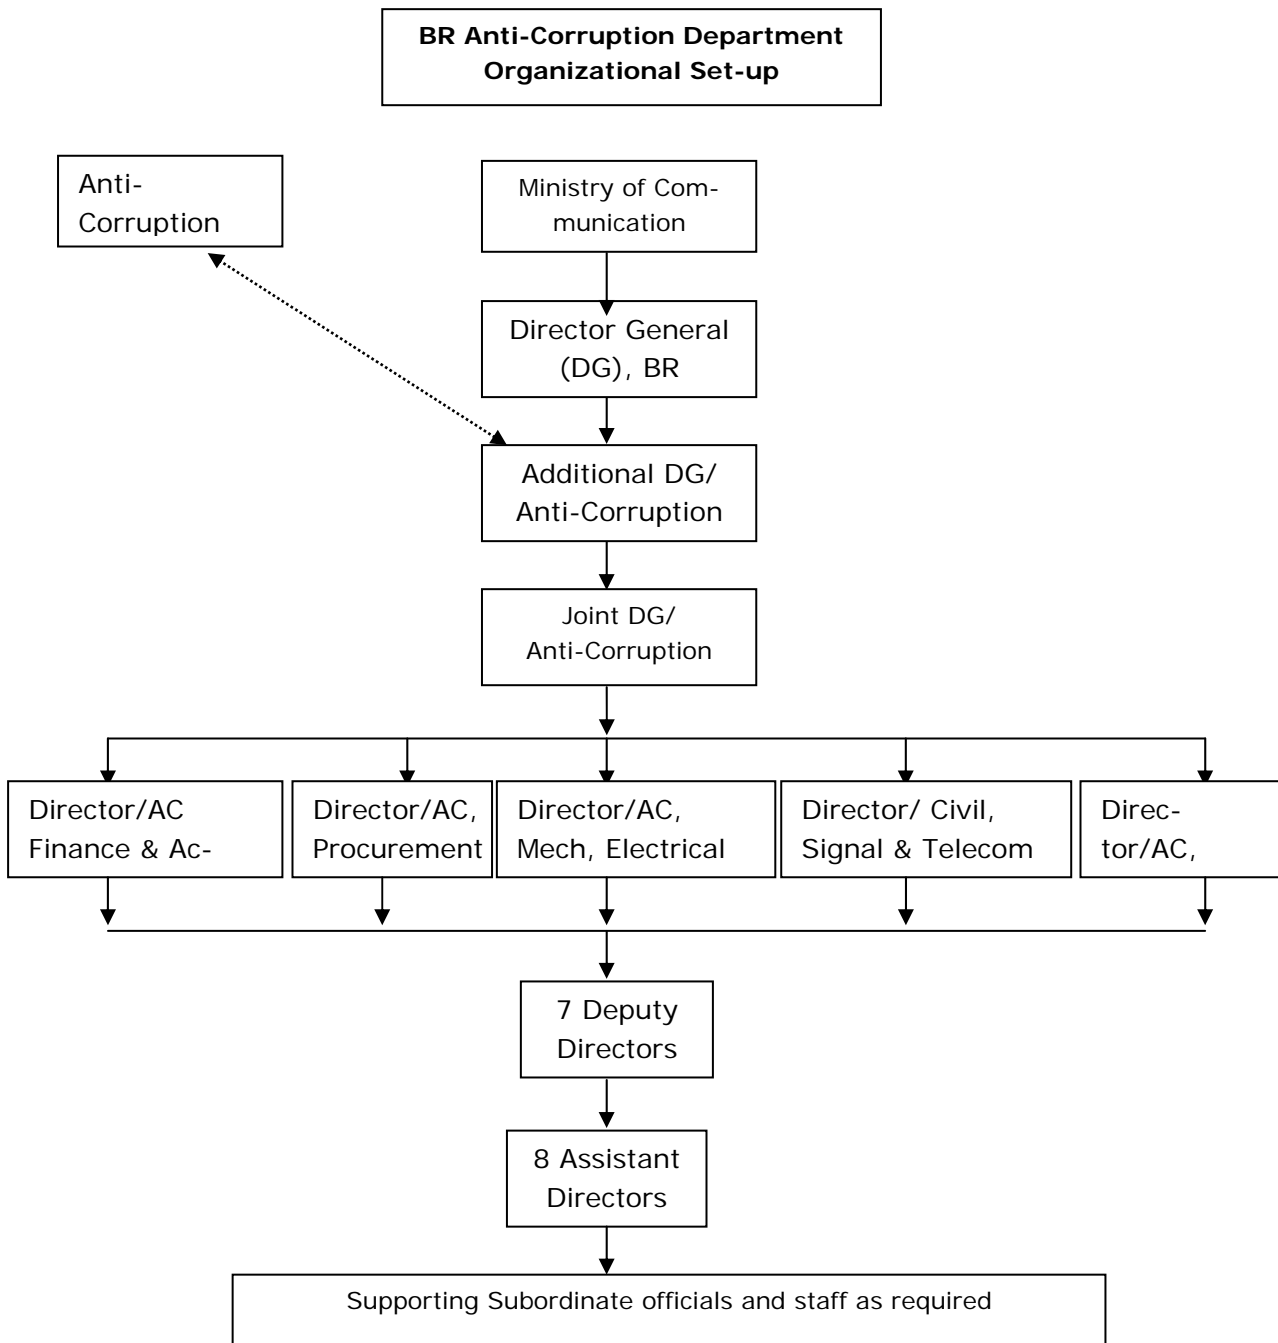 BR Anti-Corruption Department
Organizational Set-up
Anti-
Corruption
Ministry of Com-
munication
Director General
(DG), BR
Additional DG/
Anti-Corruption
Joint DG/
Anti-Corruption
Director/AC
Finance & Ac-
Director/AC,
Procurement
Director/AC,
Mech, Electrical
Director/ Civil,
Signal & Telecom
Direc-
tor/AC,
7 Deputy
Directors
8 Assistant
Directors
Supporting Subordinate officials and staff as required